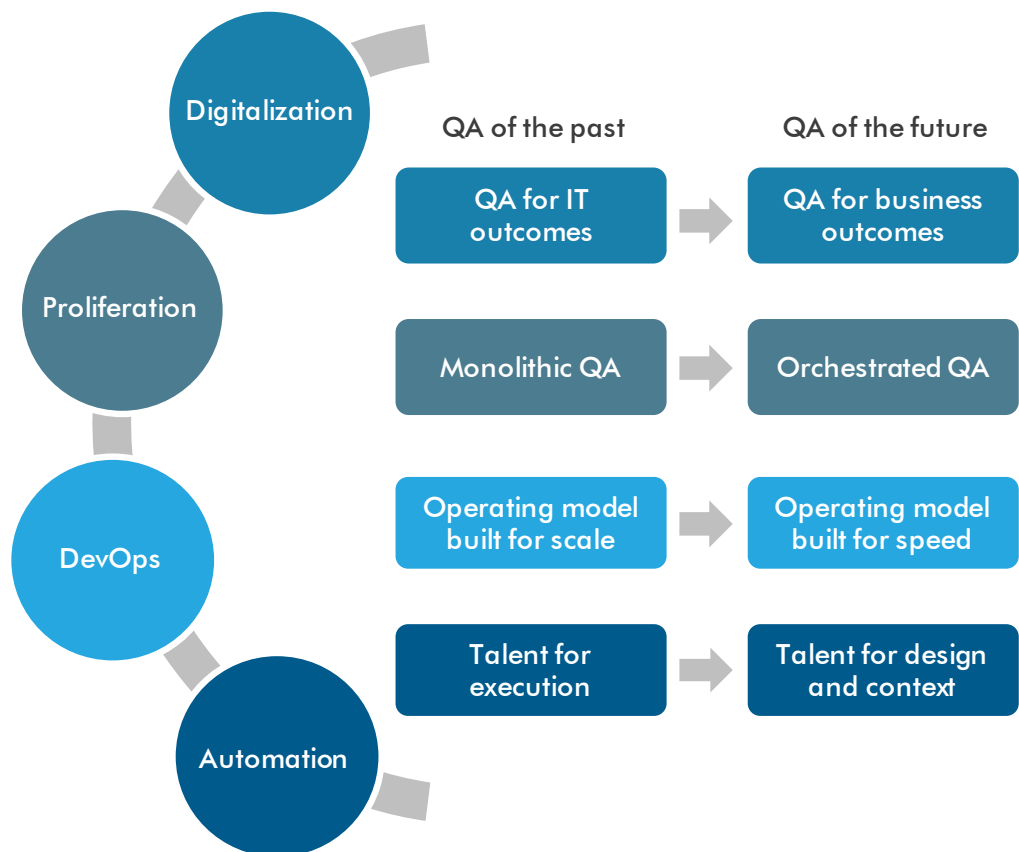 Digitalization
Proliferation
DevOps
Automation
QA of the past
QA of the future
QA for IT
outcomes
QA for business
outcomes
Monolithic QA
Orchestrated QA
Operating model
built for scale
Operating model
built for speed
Talent for
execution
Talent for design
and context